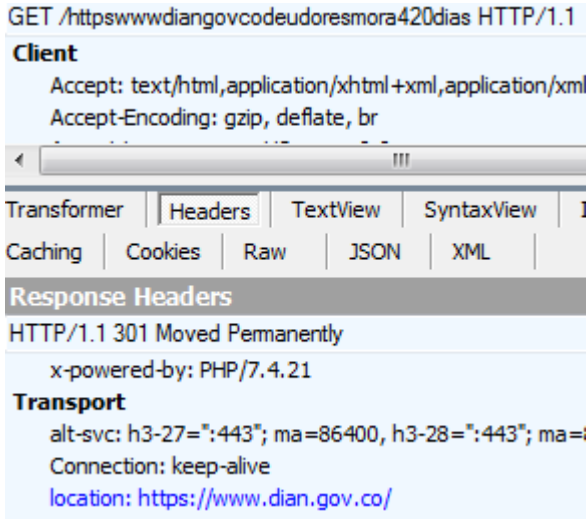 GET /httpswwwdiangovcodeudoresmora420dias HTTP/1.1
Client
Accept: text/html,application/xhtml+xml,application/xml
Accept-Encoding: gzip, deflate, br
Transformer Headers TextView SyntaxView
Caching Cookies Raw JSON XML
Response Headers
HTTP/1.1 301 Moved Permanently
x-powered-by: PHP/7.4.21
Transport
alt-svc: h3-27=":443"; ma=86400, h3-28=":443"; ma=
Connection: keep-alive
location: https://www.dian.gov.co/